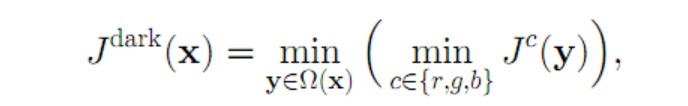 J^dark(x) = min_{y∈Ω(x)} ( min_{c∈{r,g,b}} J^c(y) ),